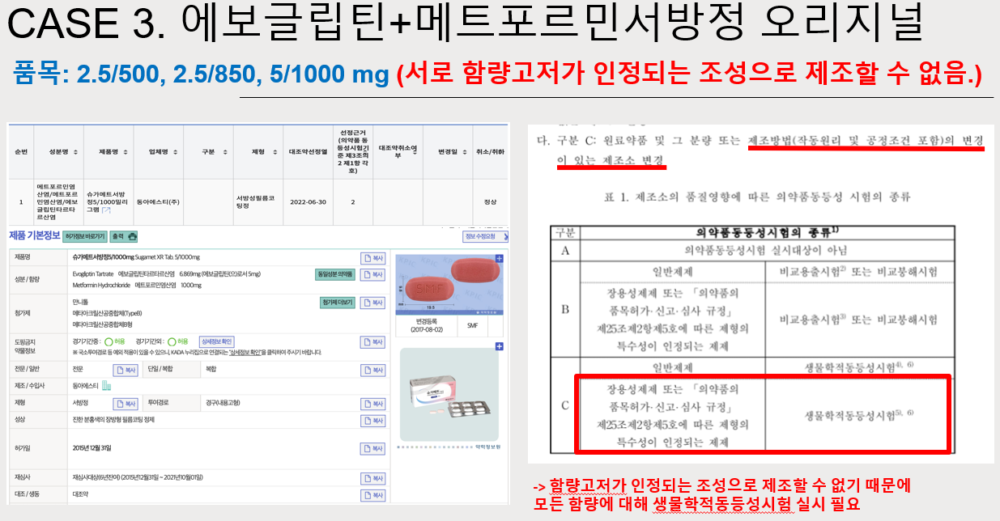 CASE 3. 에보글립틴+메트포르민서방정 오리지널
품목: 2.5/500, 2.5/850, 5/1000 mg (서로 함량고저가 인정되는 조성으로 제조할 수 없음.)
순번 성분명 제품명 업체명 구분 제형 대조약선정열 선정근거(의약품 동등성시험기준 제3조의2 제1항 각호) 대조약취소여부 변경일 취소/취하
1 메트포르민염산염/메트포르민염산염/에보글립틴타르타르산염 슈가메트서방정5/1000밀리그램 동아에스티(주) 서방성필름코팅정 2022-06-30 2 정상
제품 기본정보 허가정보 바로가기 출력 정보 수정요청
제품명 슈가메트서방정5/1000mg Sugamet XR Tab. 5/1000mg 복사
성분 / 함량 Evogliptin Tartrate 에보글립틴타르타르산염 6.869mg (에보글립틴(으)로서 5mg) 동일성분 의약품 복사
Metformin Hydrochloride 메트포르민염산염 1000mg
첨가제 만니톨 첨가제 더보기 복사
메타아크릴산공중합체(TypeB)
메타아크릴산공중합체B형
도핑금지약물정보 경기기간중 : 허용 경기기간외 : 허용 상세정보 확인 복사
※ 국소투여경로 등 예외 적용이 있을 수 있으니, KADA 누리집으로 연결되는 "상세정보 확인"을 클릭하여 주시기 바랍니다.
전문 / 일반 전문 복사 단일 / 복합 복합 복사
제조 / 수입사 동아에스티
제형 서방정 복사 투여경로 경구(내용고형) 복사
성상 진한 분홍색의 장방형 필름코팅 정제 복사
허가일 2015년 12월 31일 복사
재심사 재심사대상(6년잔여) (2015년12월31일 ~ 2021년10월01일) 복사
대조 / 생동 대조약 복사
SMF
19.5
변경등록
(2017-08-02) SMF
약학정보원
다. 구분 C: 원료약품 및 그 분량 또는 제조방법(작동원리 및 공정조건 포함)의 변경
이 있는 제조소 변경
표 1. 제조소의 품질영향에 따른 의약품동등성 시험의 종류
구분 의약품동등성시험의 종류1)
A 의약품동등성시험 실시대상이 아님
B 일반제제 비교용출시험2) 또는 비교붕해시험
장용성제제 또는 「의약품의
품목허가·신고·심사 규정」
제25조제2항제5호에 따른 제형의
특수성이 인정되는 제제
비교용출시험3) 또는 비교붕해시험
C 일반제제 생물학적동등성시험4), 6)
장용성제제 또는 「의약품의
품목허가·신고·심사 규정」
제25조제2항제5호에 따른 제형의
특수성이 인정되는 제제
생물학적동등성시험5), 6)
-> 함량고저가 인정되는 조성으로 제조할 수 없기 때문에
모든 함량에 대해 생물학적동등성시험 실시 필요